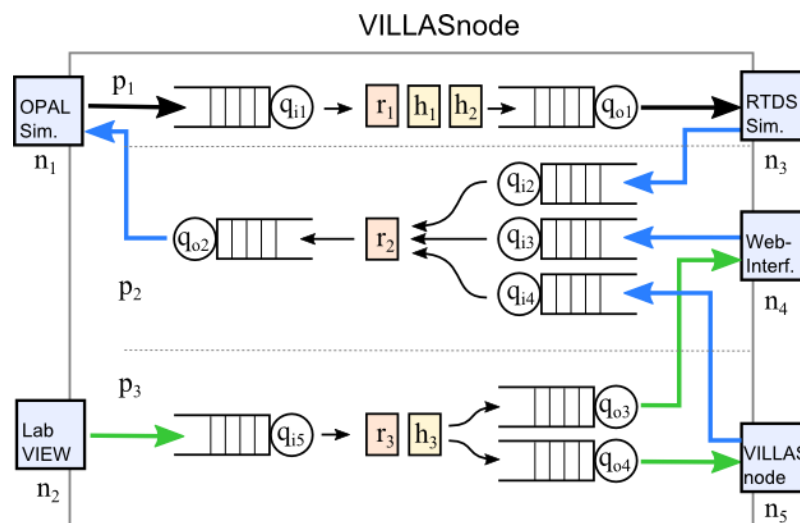 VILLASnode
p1
OPAL
Sim.
n1
qi1
r1 h1 h2
qo1
RTDS
Sim.
n3
qi2
qo2
r2
qi3
Web-
Interf.
n4
qi4
p2
p3
Lab
VIEW
n2
qi5
r3 h3
qo3
qo4
VILLAS
node
n5